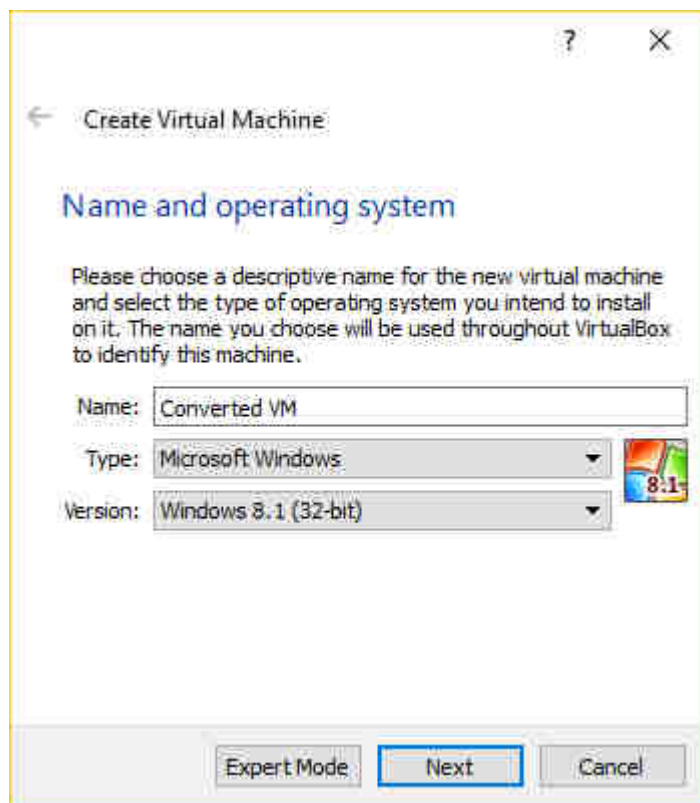 ?
Create Virtual Machine
Name and operating system
Please choose a descriptive name for the new virtual machine
and select the type of operating system you intend to install
on it. The name you choose will be used throughout VirtualBox
to identify this machine.
Name: Converted VM
Type: Microsoft Windows
8.1
Version: Windows 8.1 (32-bit)
Expert Mode Next Cancel